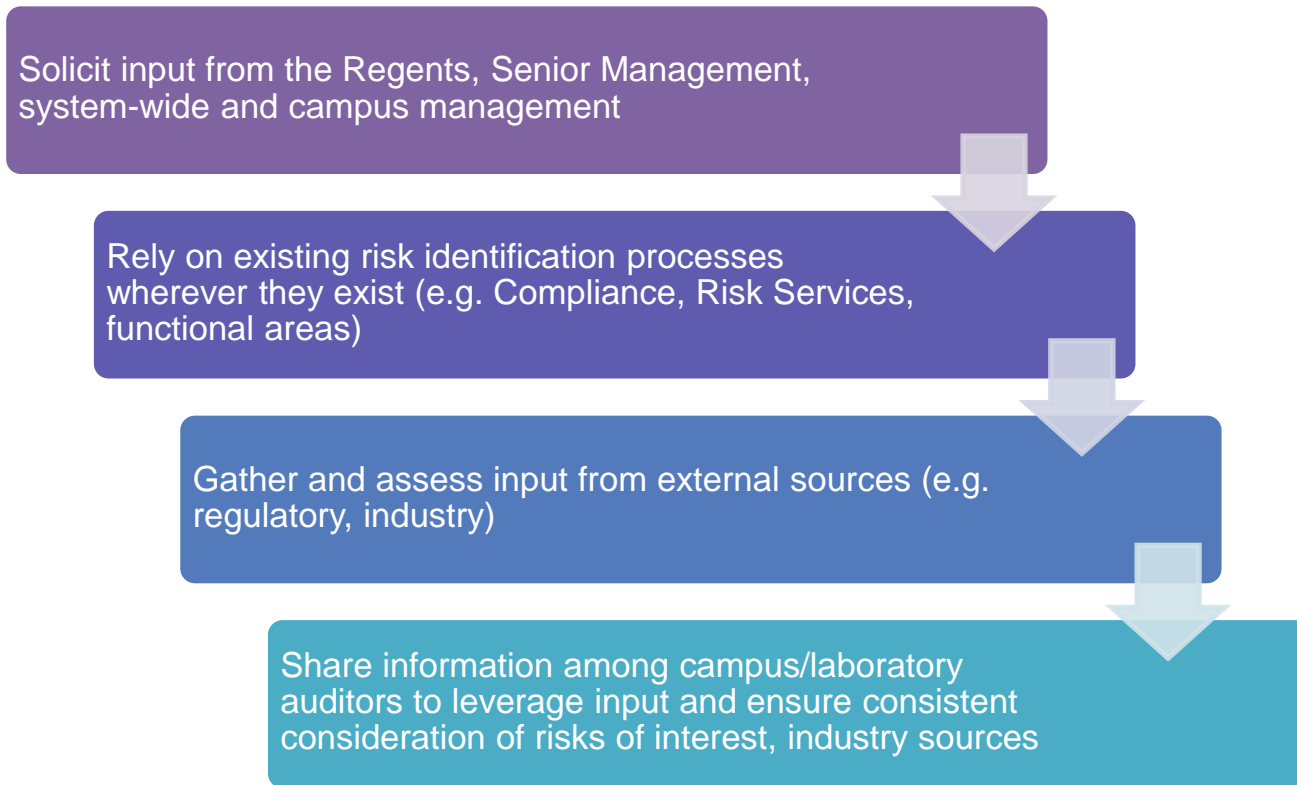 Solicit input from the Regents, Senior Management,
system-wide and campus management
Rely on existing risk identification processes
wherever they exist (e.g. Compliance, Risk Services,
functional areas)
Gather and assess input from external sources (e.g.
regulatory, industry)
Share information among campus/laboratory
auditors to leverage input and ensure consistent
consideration of risks of interest, industry sources